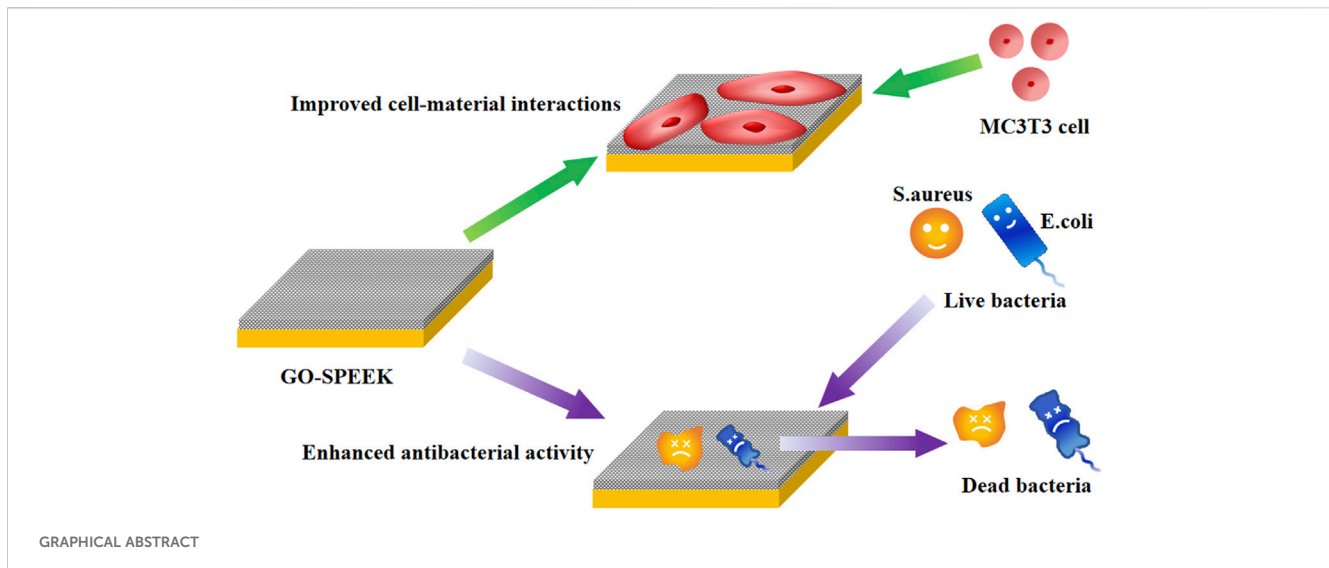 Improved cell-material interactions
MC3T3 cell
S.aureus
E.coli
Live bacteria
GO-SPEEK
Enhanced antibacterial activity
Dead bacteria
GRAPHICAL ABSTRACT